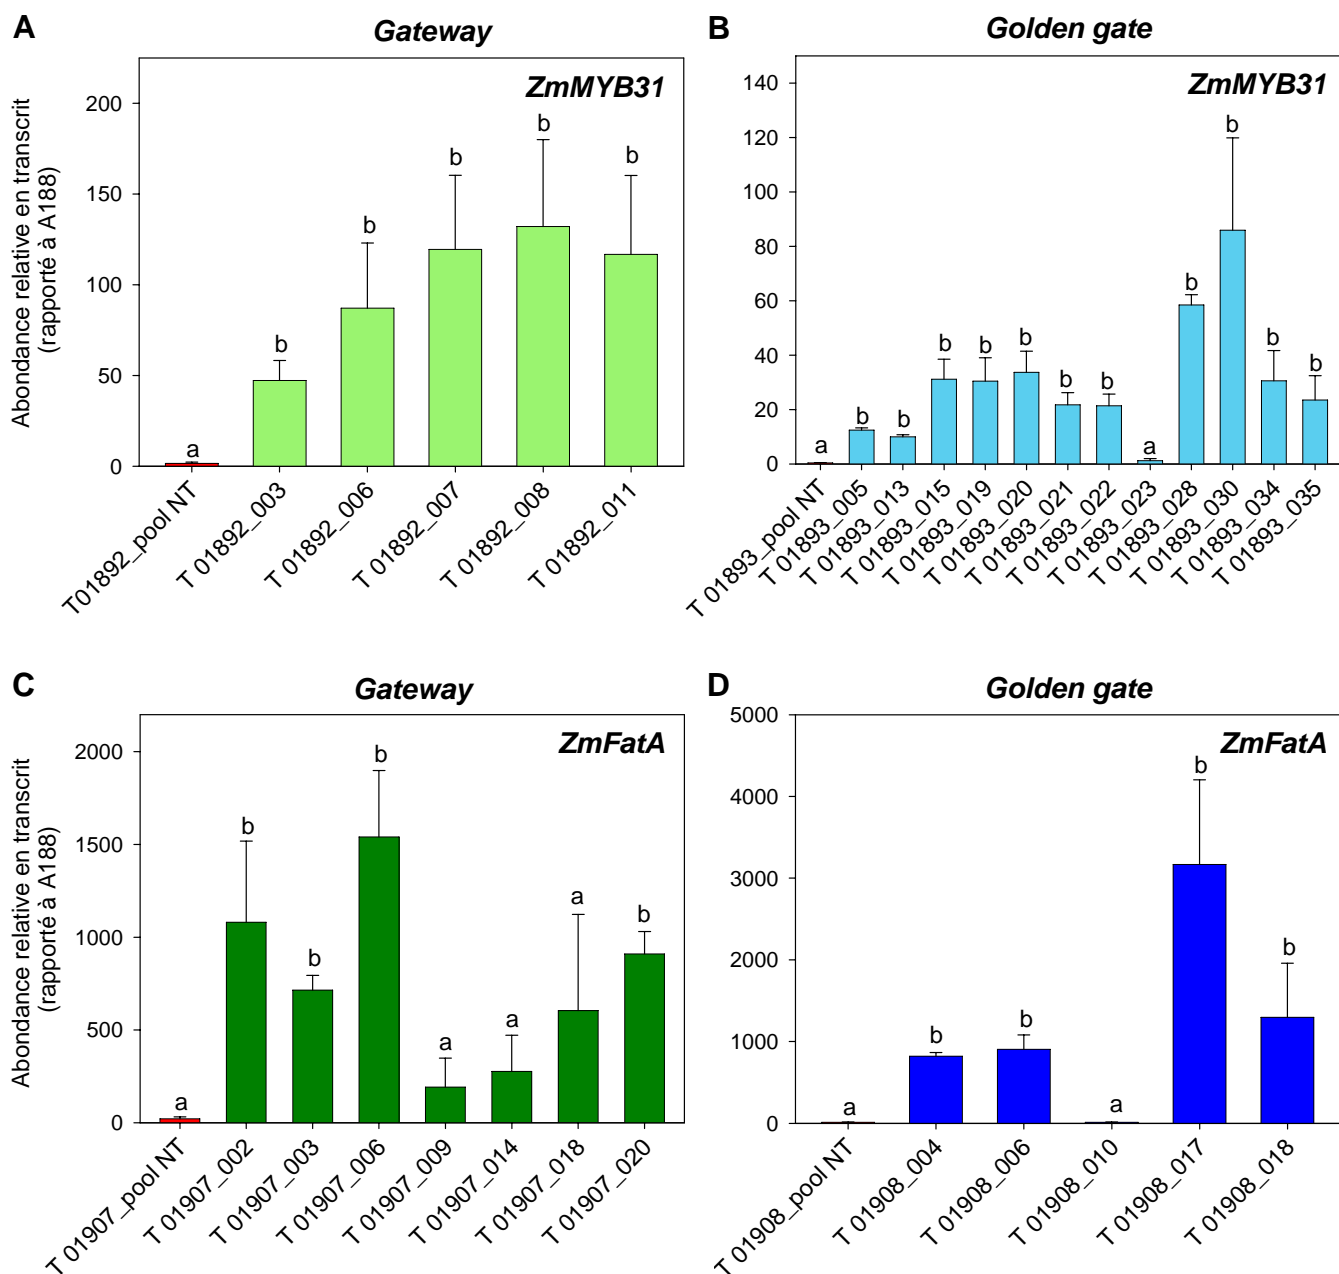 A
Gateway
ZmMYB31
Abondance relative en transcrit
(rapporté à A188)
200
150
100
50
0
a
b
b
b
b
b
T01892_pool NT
T 01892_003
T 01892_006
T 01892_007
T 01892_008
T 01892_011
B
Golden gate
ZmMYB31
140
120
100
80
60
40
20
0
a
b
b
b
b
b
b
b
a
b
b
b
b
T 01893_pool NT
T 01893_005
T 01893_013
T 01893_015
T 01893_019
T 01893_020
T 01893_021
T 01893_022
T 01893_023
T 01893_028
T 01893_030
T 01893_034
T 01893_035
C
Gateway
ZmFatA
Abondance relative en transcrit
(rapporté à A188)
2000
1500
1000
500
0
a
b
b
b
a
a
a
b
T 01907_pool NT
T 01907_002
T 01907_003
T 01907_006
T 01907_009
T 01907_014
T 01907_018
T 01907_020
D
Golden gate
ZmFatA
5000
4000
3000
2000
1000
0
a
b
b
a
b
b
T 01908_pool NT
T 01908_004
T 01908_006
T 01908_010
T 01908_017
T 01908_018